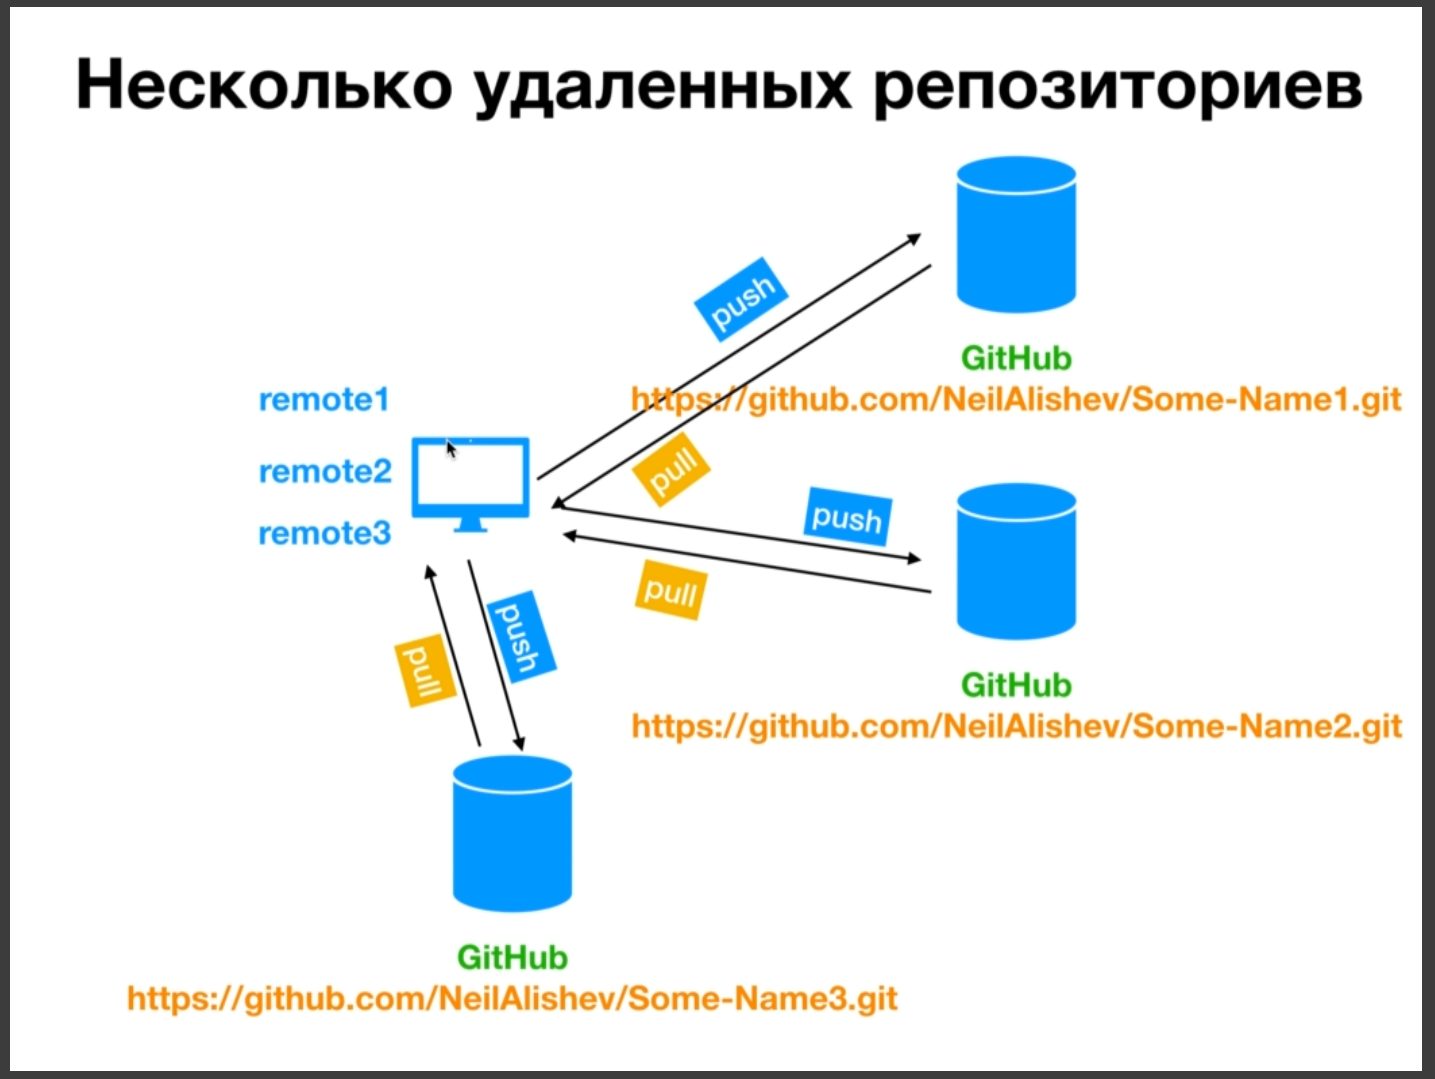 Несколько удаленных репозиториев
push
GitHub
https://github.com/NeilAlishev/Some-Name1.git
remote1
remote2
remote3
pull
push
pull
GitHub
https://github.com/NeilAlishev/Some-Name2.git
push
pull
GitHub
https://github.com/NeilAlishev/Some-Name3.git